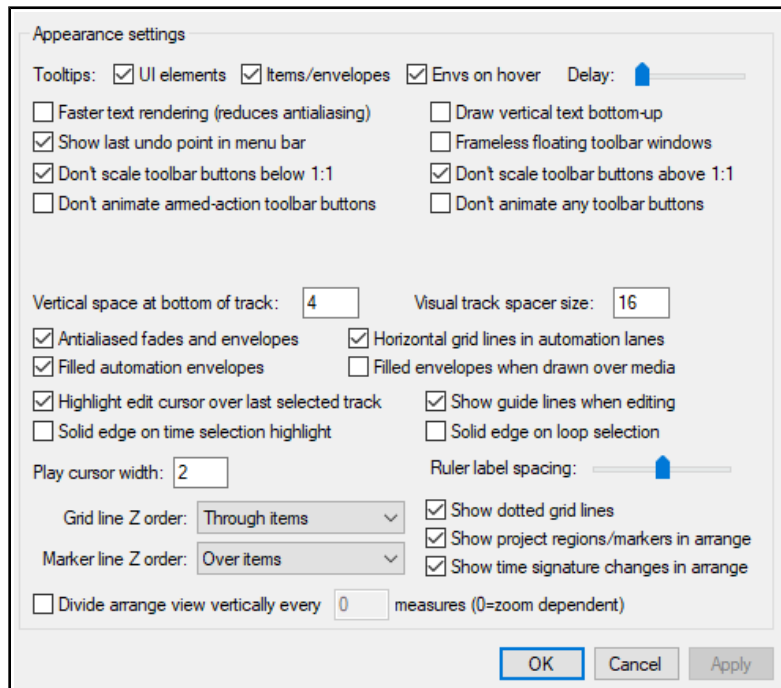 Appearance settings
Tooltips: UI elements Items/envelopes Envs on hover Delay:
Faster text rendering (reduces antialiasing) Draw vertical text bottom-up
Show last undo point in menu bar Frameless floating toolbar windows
Don't scale toolbar buttons below 1:1 Don't scale toolbar buttons above 1:1
Don't animate armed-action toolbar buttons Don't animate any toolbar buttons
Vertical space at bottom of track: 4 Visual track spacer size: 16
Antialiased fades and envelopes Horizontal grid lines in automation lanes
Filled automation envelopes Filled envelopes when drawn over media
Highlight edit cursor over last selected track Show guide lines when editing
Solid edge on time selection highlight Solid edge on loop selection
Play cursor width: 2 Ruler label spacing:
Grid line Z order: Through items Show dotted grid lines
Show project regions/markers in arrange
Marker line Z order: Over items Show time signature changes in arrange
Divide arrange view vertically every 0 measures (0=zoom dependent)
OK Cancel Apply